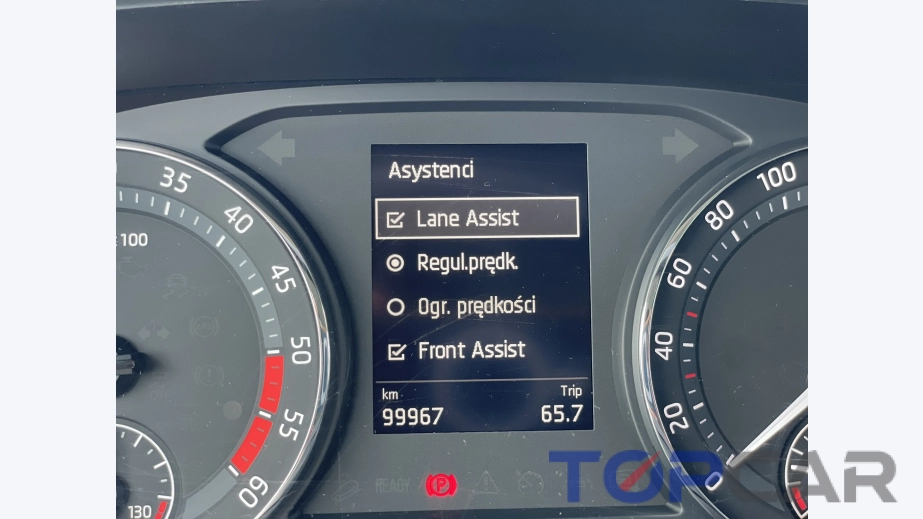 35
40
45
50
55
60
100
130
Asystenci
Lane Assist
Regul.prędk.
Ogr. prędkości
Front Assist
km
Trip
99967
65.7
100
80
60
40
20
0
READY
TOPCAR